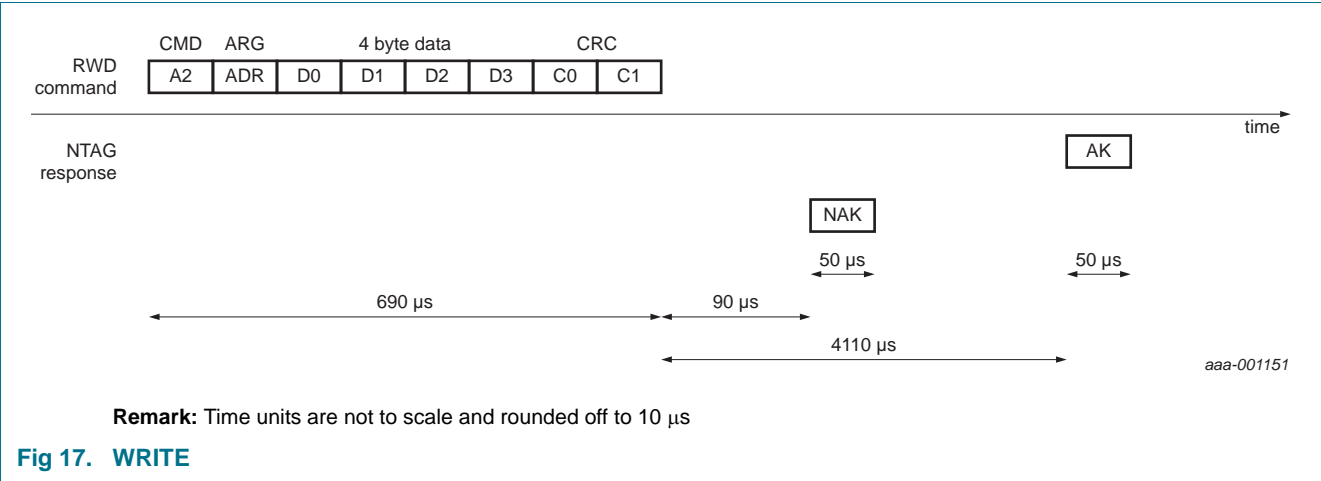 CMD ARG 4 byte data CRC
RWD command
A2 ADR D0 D1 D2 D3 C0 C1
time
NTAG response
AK
NAK
50 µs 50 µs
690 µs 90 µs
4110 µs
aaa-001151
Remark: Time units are not to scale and rounded off to 10 μs
Fig 17. WRITE